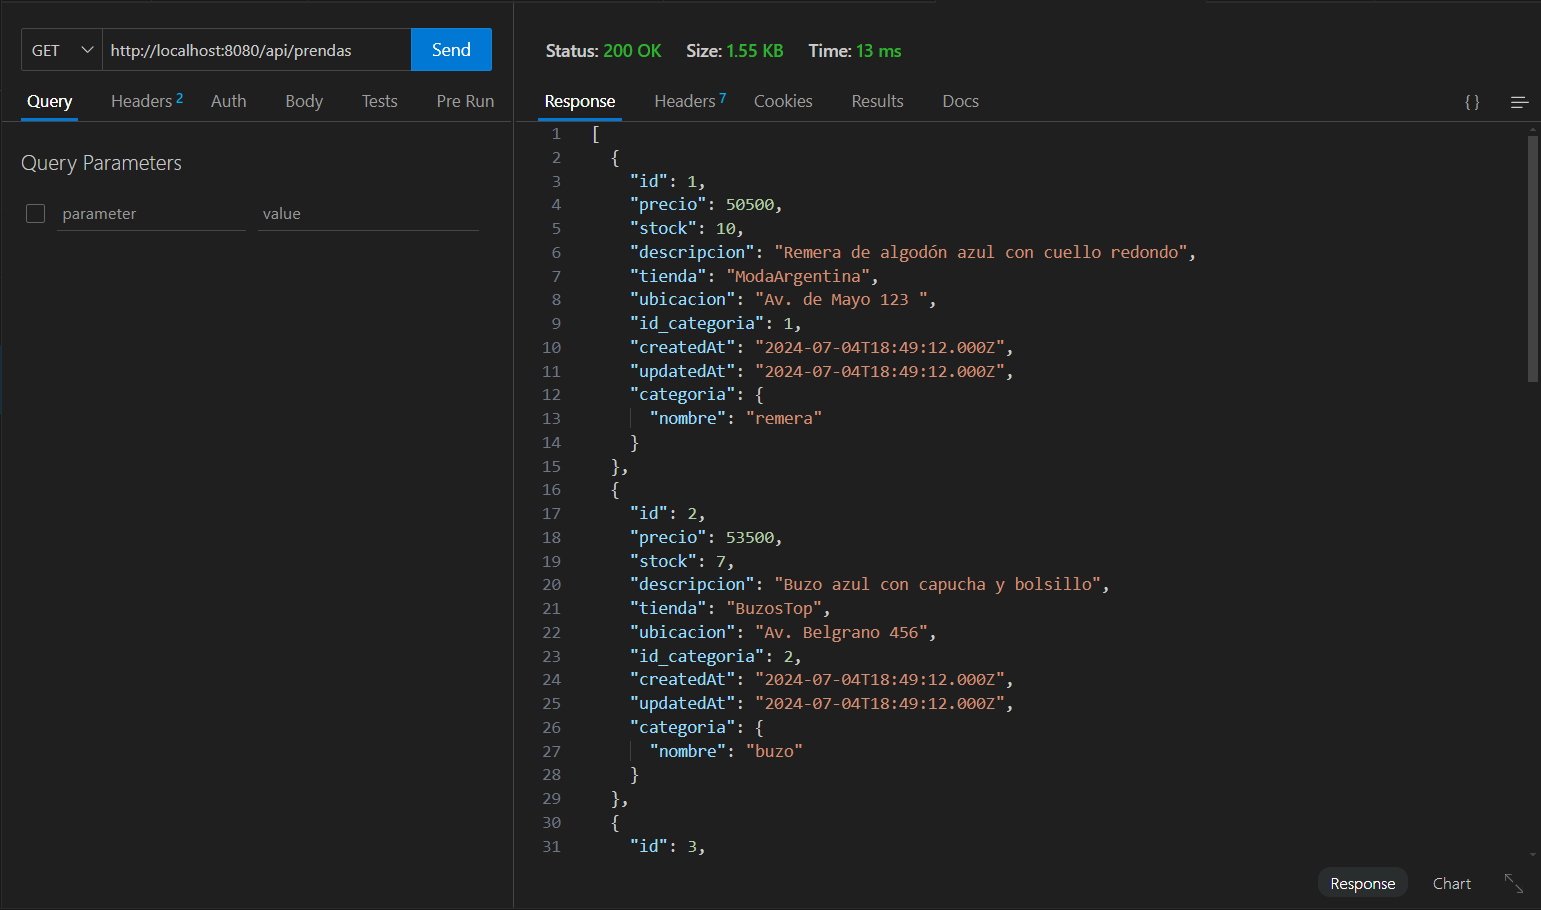 GET http://localhost:8080/api/prendas Send
Query Headers 2 Auth Body Tests Pre Run
Query Parameters
parameter value
Status: 200 OK Size: 1.55 KB Time: 13 ms
Response Headers 7 Cookies Results Docs { }
1 [
2 {
3 "id": 1,
4 "precio": 50500,
5 "stock": 10,
6 "descripcion": "Remera de algodón azul con cuello redondo",
7 "tienda": "ModaArgentina",
8 "ubicacion": "Av. de Mayo 123 ",
9 "id_categoria": 1,
10 "createdAt": "2024-07-04T18:49:12.000Z",
11 "updatedAt": "2024-07-04T18:49:12.000Z",
12 "categoria": {
13 "nombre": "remera"
14 }
15 },
16 {
17 "id": 2,
18 "precio": 53500,
19 "stock": 7,
20 "descripcion": "Buzo azul con capucha y bolsillo",
21 "tienda": "BuzosTop",
22 "ubicacion": "Av. Belgrano 456",
23 "id_categoria": 2,
24 "createdAt": "2024-07-04T18:49:12.000Z",
25 "updatedAt": "2024-07-04T18:49:12.000Z",
26 "categoria": {
27 "nombre": "buzo"
28 }
29 },
30 {
31 "id": 3,
Response Chart